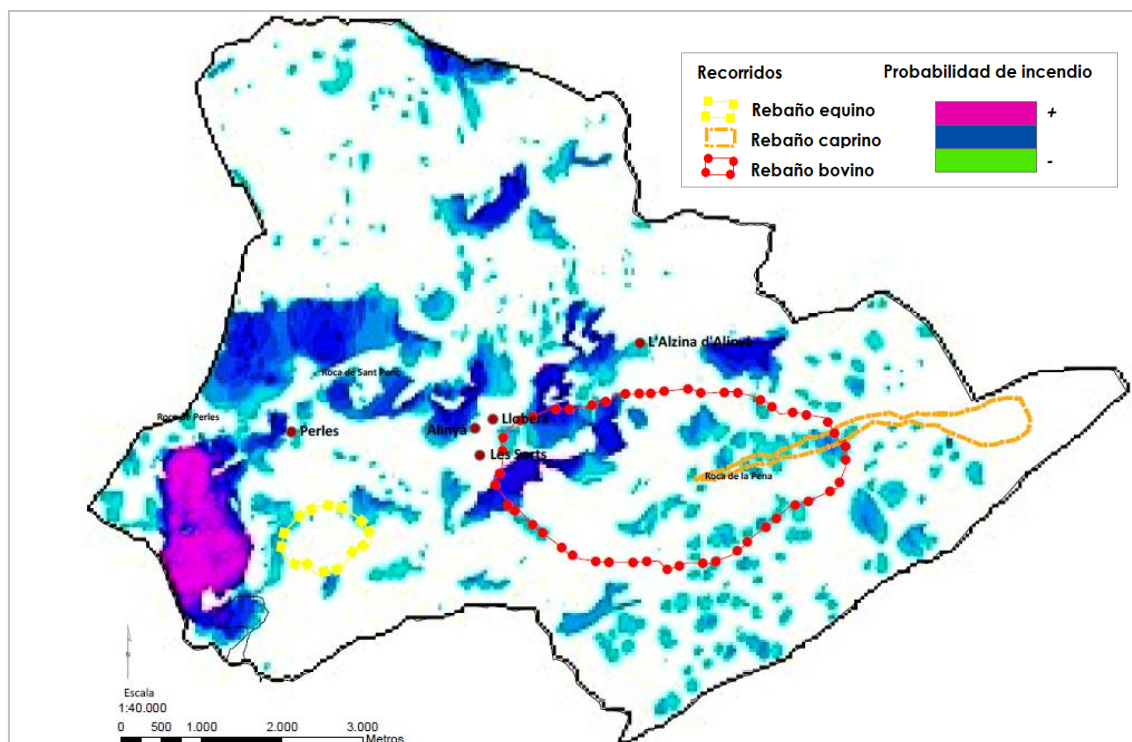 Recorridos
Probabilidad de incendio
Rebaño equino
+
Rebaño caprino
Rebaño bovino
-
L'Alzina d'Alinyà
Roca de Sant Ponç
Roca de Perles
Llobera
Perles
Alinyà
Les Sorts
Roca de la Pena
N
Escala
1:40.000
0 500 1.000 2.000 3.000
Metros